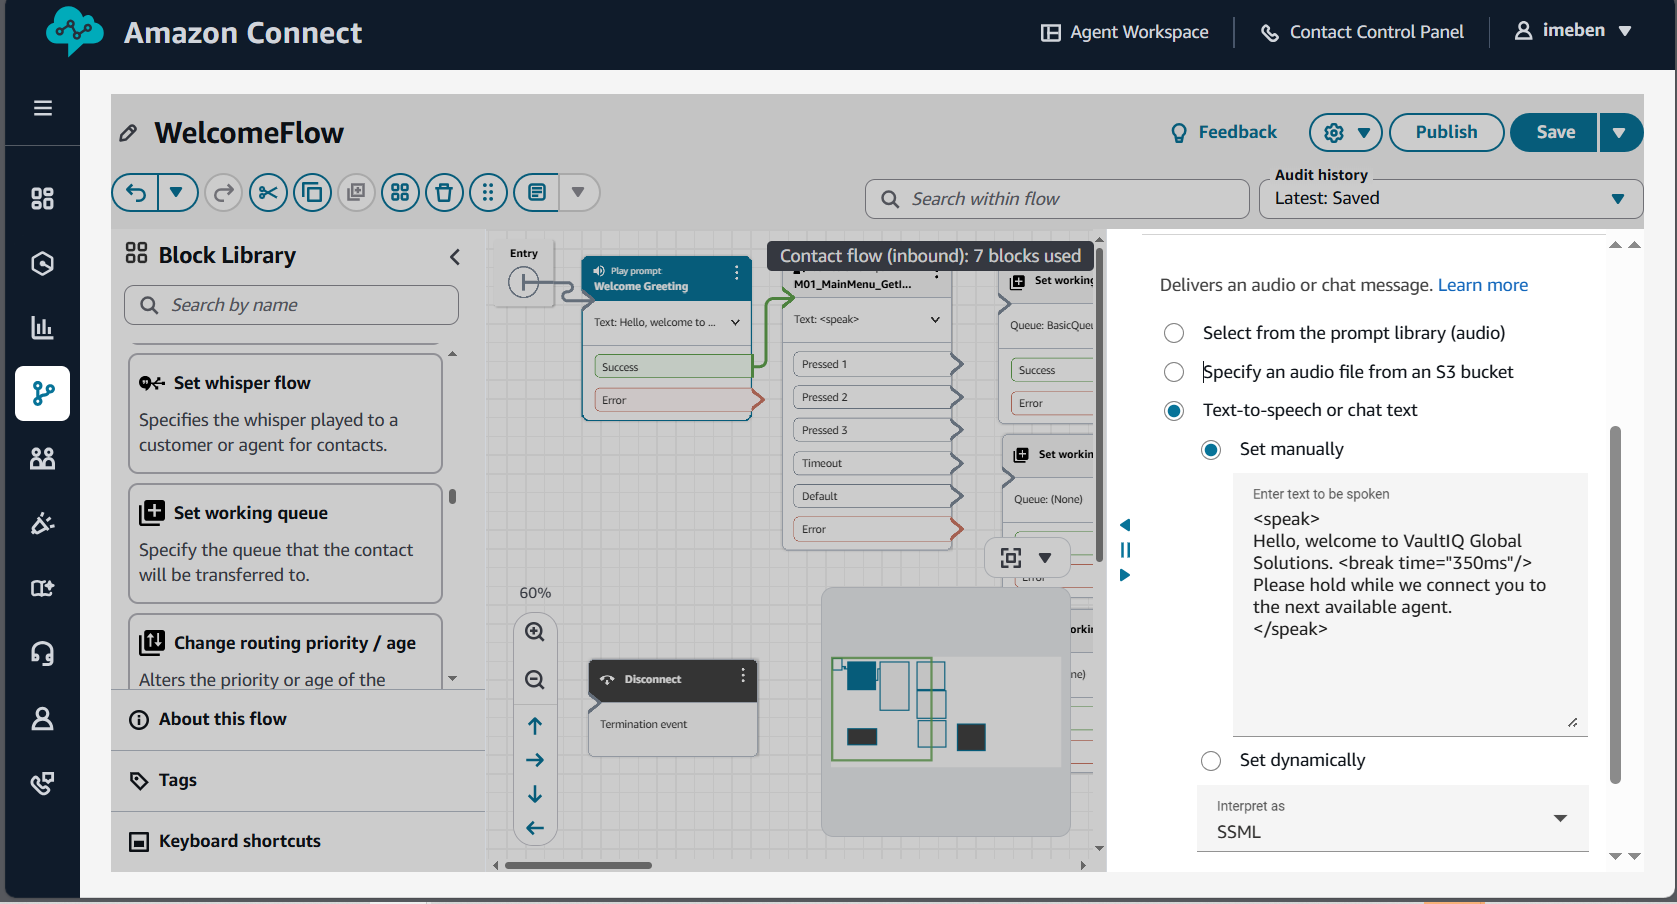 Amazon Connect
Agent Workspace
Contact Control Panel
imeben
WelcomeFlow
Feedback
Publish
Save
Search within flow
Audit history
Latest: Saved
Block Library
Search by name
Set whisper flow
Specifies the whisper played to a
customer or agent for contacts.
Set working queue
Specify the queue that the contact
will be transferred to.
Change routing priority / age
Alters the priority or age of the
About this flow
Tags
Keyboard shortcuts
Entry
Play prompt
Welcome Greeting
Text: Hello, welcome to ...
Success
Error
Contact flow (inbound): 7 blocks used
M01_MainMenu_GetI...
Text: <speak>
Pressed 1
Pressed 2
Pressed 3
Timeout
Default
Error
Set working
Queue: BasicQueu
Success
Error
Set workin
Queue: (None)
Error
orkin
ne)
60%
Disconnect
Termination event
Delivers an audio or chat message. Learn more
Select from the prompt library (audio)
Specify an audio file from an S3 bucket
Text-to-speech or chat text
Set manually
Enter text to be spoken
<speak>
Hello, welcome to VaultIQ Global
Solutions. <break time="350ms"/>
Please hold while we connect you to
the next available agent.
</speak>
Set dynamically
Interpret as
SSML